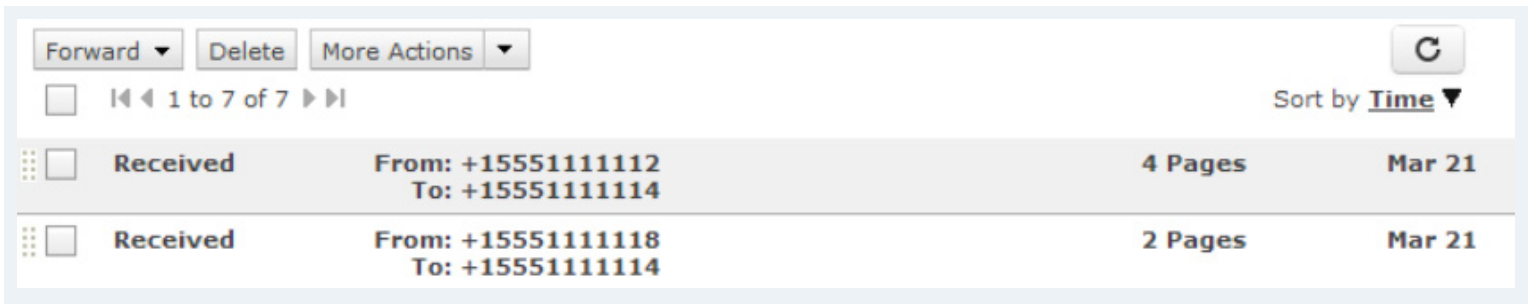 Forward Delete More Actions
1 to 7 of 7 Sort by Time
Received From: +15551111112 4 Pages Mar 21
To: +15551111114
Received From: +15551111118 2 Pages Mar 21
To: +15551111114